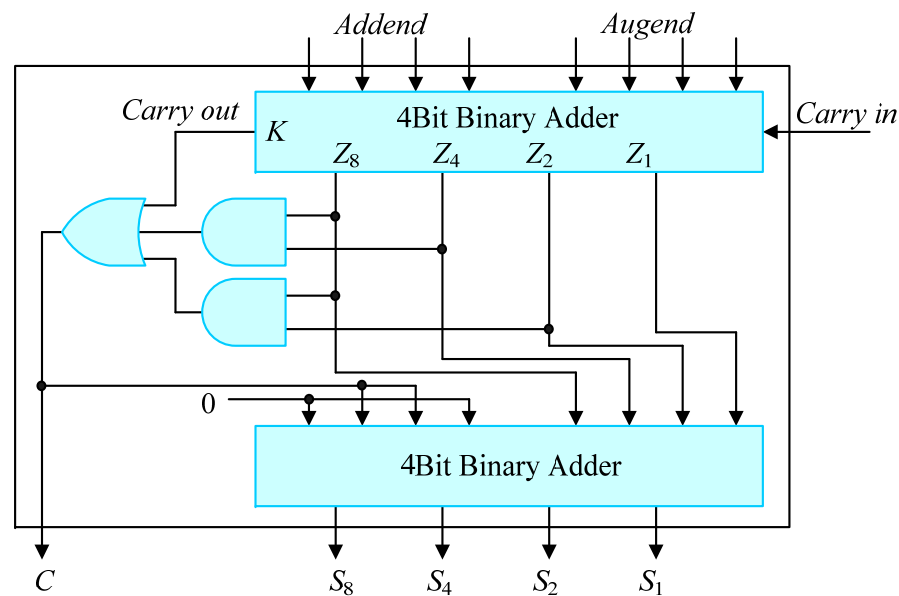 Addend Augend
Carry out 4Bit Binary Adder Carry in
K
Z8 Z4 Z2 Z1
0
4Bit Binary Adder
C S8 S4 S2 S1